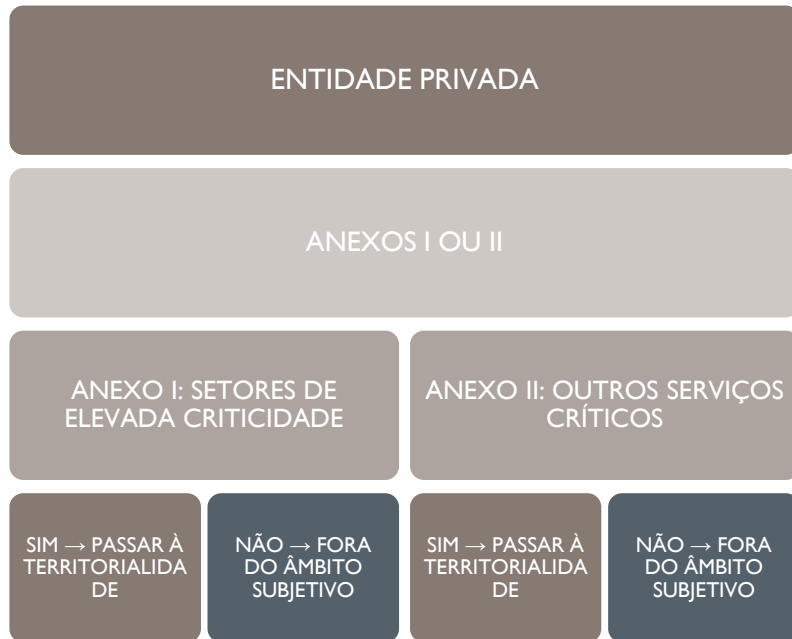 ENTIDADE PRIVADA
ANEXOS I OU II
ANEXO I: SETORES DE
ELEVADA CRITICIDADE
ANEXO II: OUTROS SERVIÇOS
CRÍTICOS
SIM → PASSAR À
TERRITORIALIDA
DE
NÃO → FORA
DO ÂMBITO
SUBJETIVO
SIM → PASSAR À
TERRITORIALIDA
DE
NÃO → FORA
DO ÂMBITO
SUBJETIVO